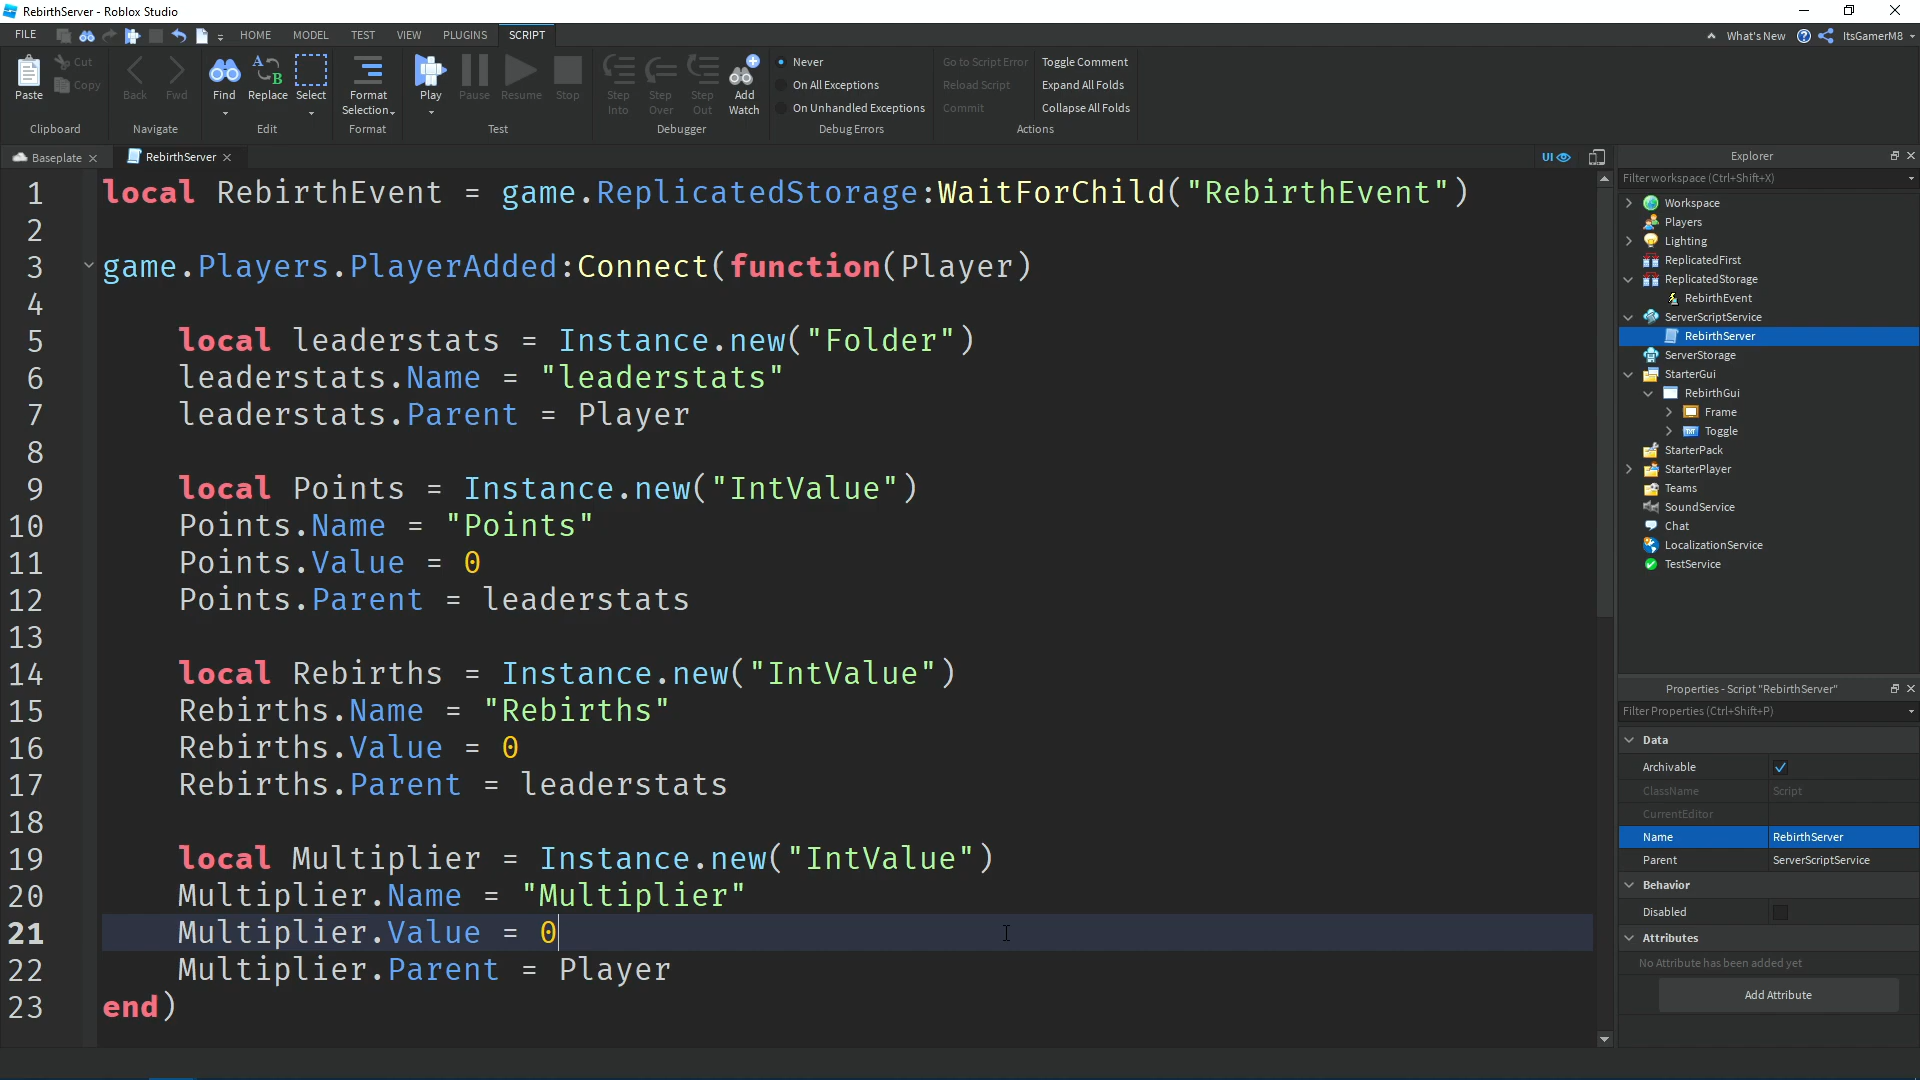 RebirthServer - Roblox Studio
FILE HOME MODEL TEST VIEW PLUGINS SCRIPT What's New ItsGamerM8
Paste Cut Copy
Clipboard
Back Fwd
Navigate
Find Replace Select
Edit
Format Selection
Format
Play Pause Resume Stop
Test
Step Into Step Over Step Out Add Watch
Debugger
Never
On All Exceptions
On Unhandled Exceptions
Debug Errors
Go to Script Error Toggle Comment
Reload Script Expand All Folds
Commit Collapse All Folds
Actions
Baseplate RebirthServer UI
1 local RebirthEvent = game.ReplicatedStorage:WaitForChild("RebirthEvent")
2
3 game.Players.PlayerAdded:Connect(function(Player)
4
5 local leaderstats = Instance.new("Folder")
6 leaderstats.Name = "leaderstats"
7 leaderstats.Parent = Player
8
9 local Points = Instance.new("IntValue")
10 Points.Name = "Points"
11 Points.Value = 0
12 Points.Parent = leaderstats
13
14 local Rebirths = Instance.new("IntValue")
15 Rebirths.Name = "Rebirths"
16 Rebirths.Value = 0
17 Rebirths.Parent = leaderstats
18
19 local Multiplier = Instance.new("IntValue")
20 Multiplier.Name = "Multiplier"
21 Multiplier.Value = 0
22 Multiplier.Parent = Player
23 end)
Explorer
Filter workspace (Ctrl+Shift+X)
Workspace
Players
Lighting
ReplicatedFirst
ReplicatedStorage
RebirthEvent
ServerScriptService
RebirthServer
ServerStorage
StarterGui
RebirthGui
Frame
Toggle
StarterPack
StarterPlayer
Teams
SoundService
Chat
LocalizationService
TestService
Properties - Script "RebirthServer"
Filter Properties (Ctrl+Shift+P)
Data
Archivable
ClassName Script
CurrentEditor
Name RebirthServer
Parent ServerScriptService
Behavior
Disabled
Attributes
No Attribute has been added yet
Add Attribute